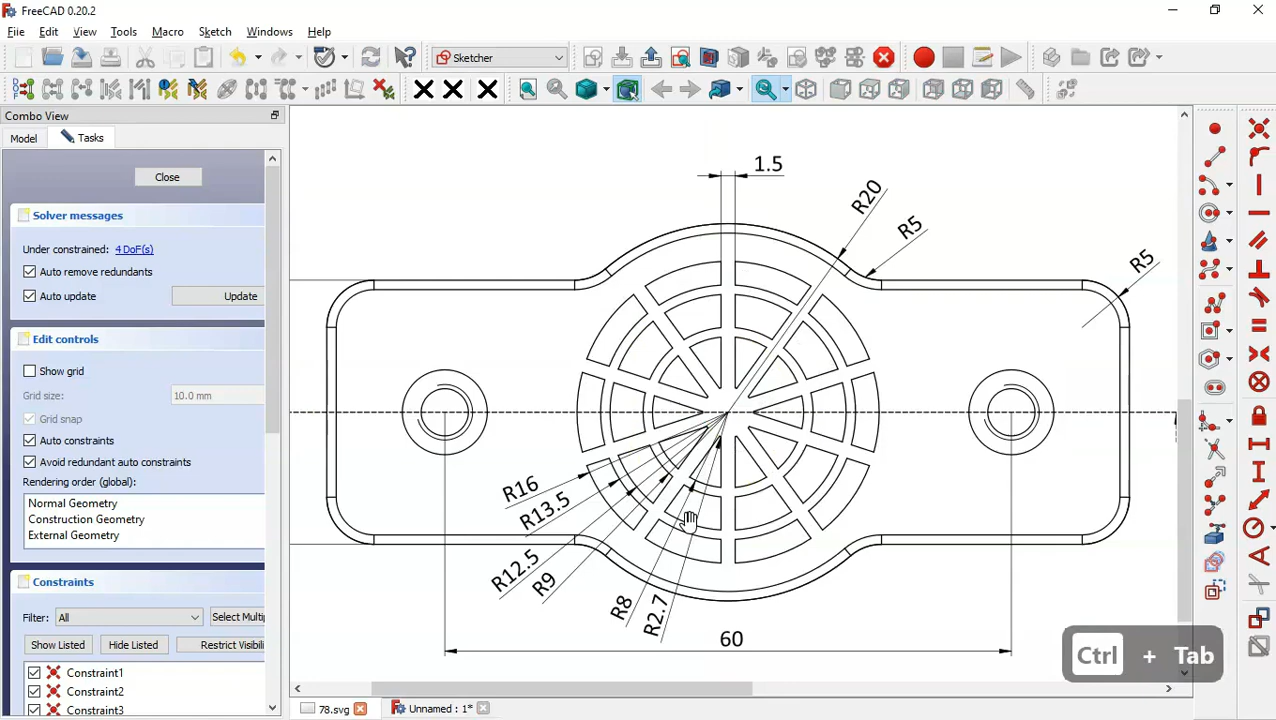 FreeCAD 0.20.2
File Edit View Tools Macro Sketch Windows Help
Sketcher
Combo View
Model Tasks
Close
Solver messages
Under constrained: 4 DoF(s)
Auto remove redundants
Auto update Update
Edit controls
Show grid
Grid size: 10.0 mm
Grid snap
Auto constraints
Avoid redundant auto constraints
Rendering order (global):
Normal Geometry
Construction Geometry
External Geometry
Constraints
Filter: All Select Multip
Show Listed Hide Listed Restrict Visibili
Constraint1
Constraint2
Constraint3
1.5
R20
R5
R5
R16
R13.5
R12.5
R9
R8
R2.7
60
Ctrl + Tab
78.svg Unnamed : 1*